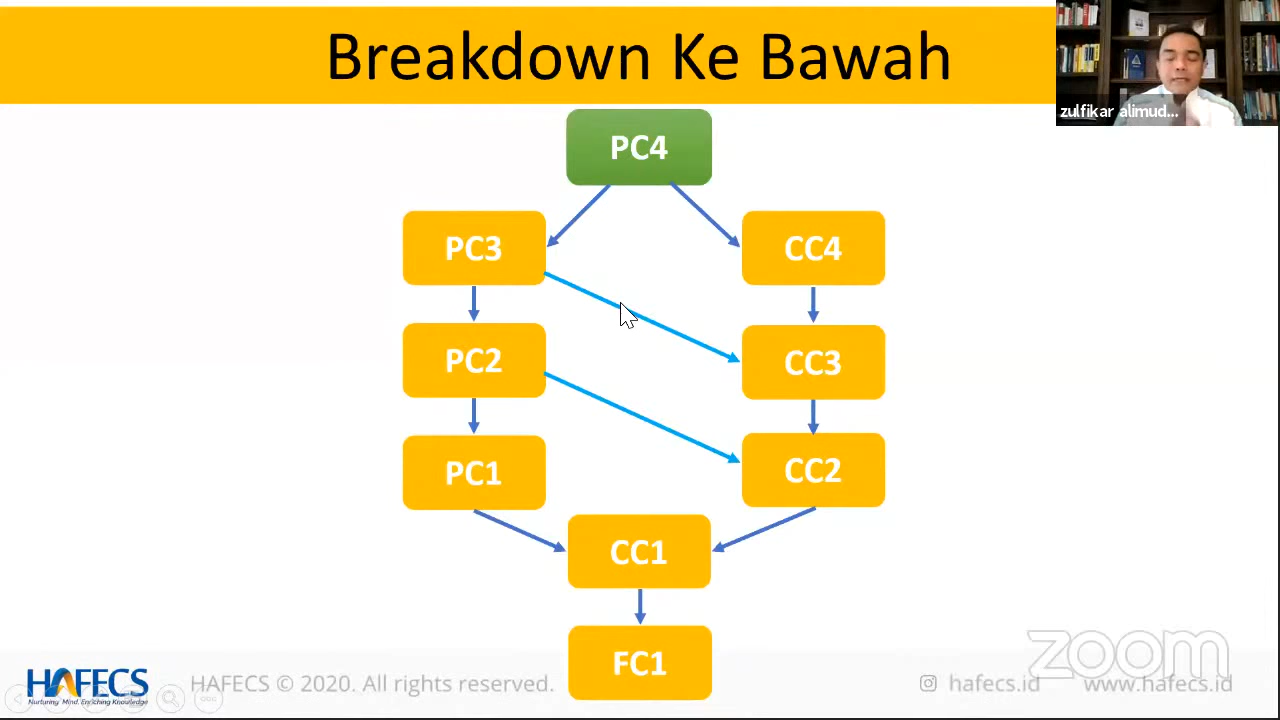 Breakdown Ke Bawah
zulfikar alimud...
PC4
PC3
CC4
PC2
CC3
PC1
CC2
CC1
FC1
HAFECS
Nurturing Mind. Enriching Knowledge
HAFECS © 2020. All rights reserved.
hafecs.id
www.hafecs.id
zoom